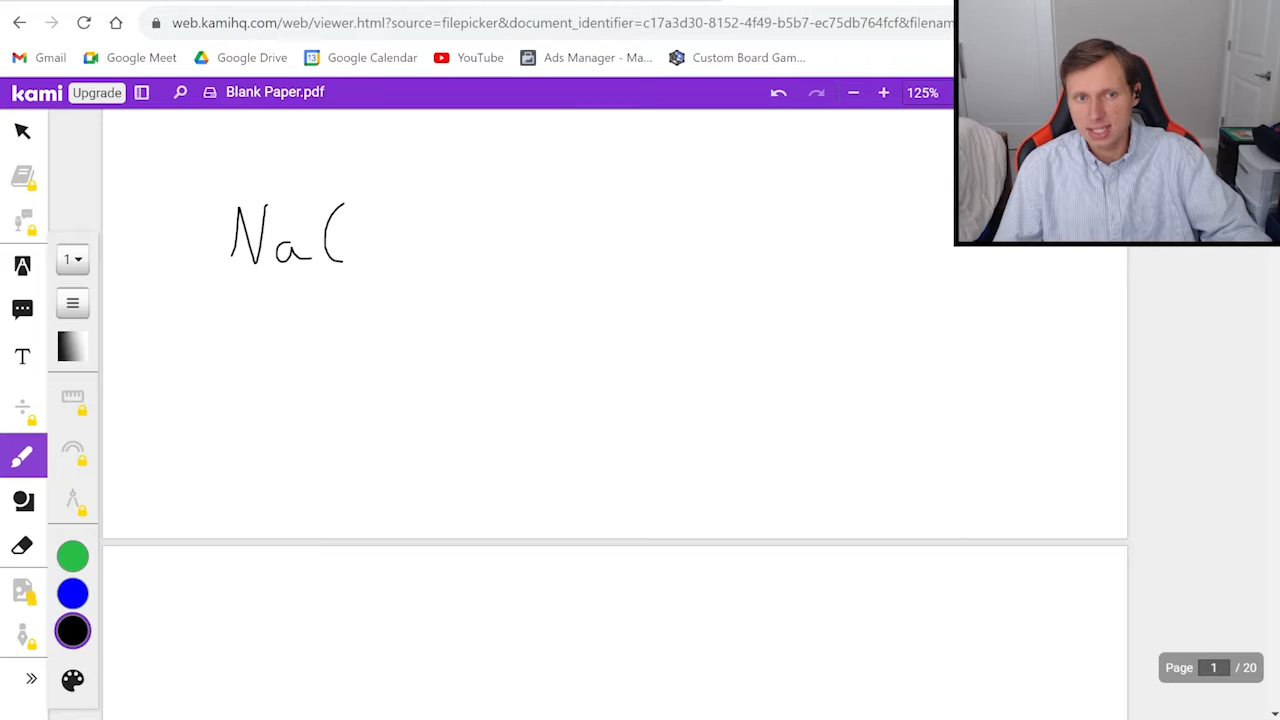 web.kamihq.com/web/viewer.html?source=filepicker&document_identifier=c17a3d30-8152-4f49-b5b7-ec75db764fcf&filenam
Gmail Google Meet Google Drive 13 Google Calendar YouTube Ads Manager - Ma... Custom Board Gam...
kami Upgrade Blank Paper.pdf 125%
Na(
1
T
Page 1 / 20